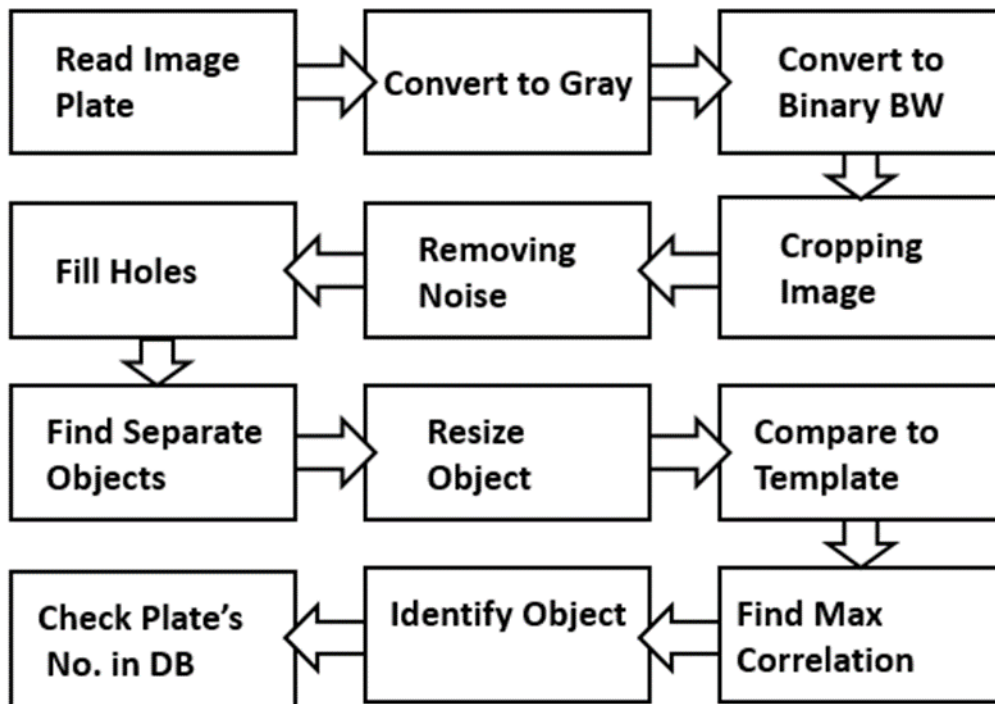 Read Image
Plate
Convert to Gray
Convert to
Binary BW
Cropping
Image
Removing
Noise
Fill Holes
Find Separate
Objects
Resize
Object
Compare to
Template
Find Max
Correlation
Identify Object
Check Plate’s
No. in DB